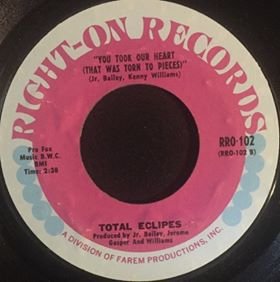 RIGHT-ON RECORDS
"YOU TOOK OUR HEART
(THAT WAS TORN TO PIECES)"
(Jr. Bailey, Kenny Williams)
Pro Fox
Music B.W.C.
BMI
Time: 2:38
RRO-102
(RRO-102 B)
TOTAL ECLIPES
Produced by Jr. Bailey, Jerome
Gasper And Williams
A DIVISION OF FAREM PRODUCTIONS, INC.